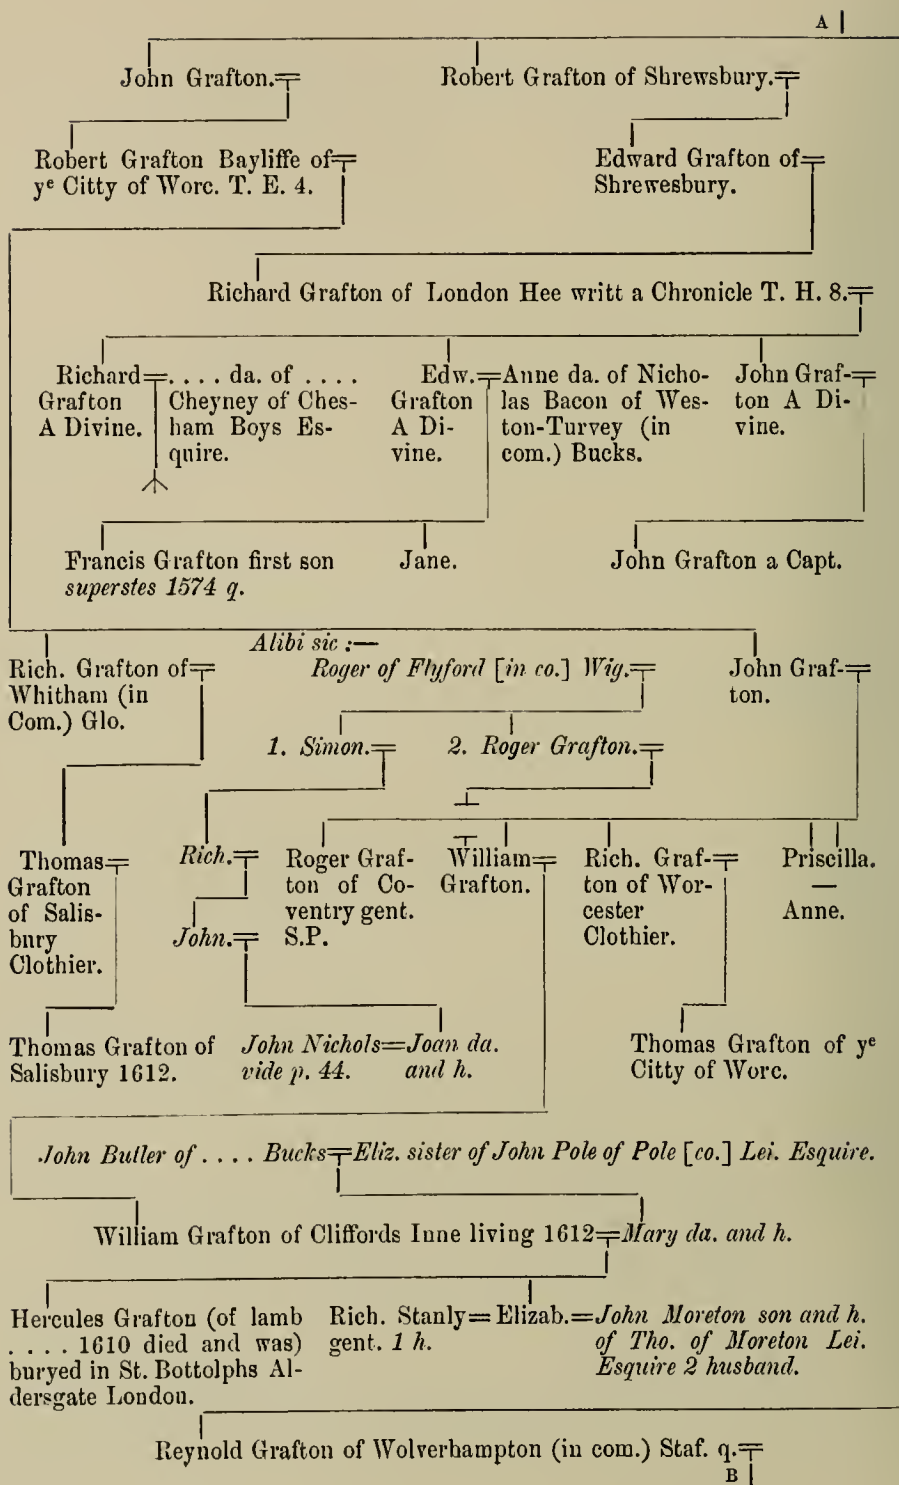 A
John Grafton.
Robert Grafton of Shrewsbury.
Robert Grafton Bayliffe of
yᵉ Citty of Worc. T. E. 4.
Edward Grafton of
Shrewesbury.
Richard Grafton of London Hee writt a Chronicle T. H. 8.
Richard=. . . . da. of . . . .
Grafton Cheyney of Ches-
A Divine. ham Boys Es-
quire.
Edw.=Anne da. of Nicho-
Grafton las Bacon of Wes-
A Di- ton-Turvey (in
vine. com.) Bucks.
John Graf-
ton A Di-
vine.
Francis Grafton first son
superstes 1574 q.
Jane.
John Grafton a Capt.
Alibi sic :—
Rich. Grafton of
Whitham (in
Com.) Glo.
Roger of Flyford [in co.] Wig.
John Graf-
ton.
1. Simon.
2. Roger Grafton.
Thomas
Grafton
of Salis-
bury
Clothier.
Rich.
John.
Roger Graf-
ton of Co-
ventry gent.
S.P.
William
Grafton.
Rich. Graf-
ton of Wor-
cester
Clothier.
Priscilla.
—
Anne.
Thomas Grafton of
Salisbury 1612.
John Nichols=Joan da.
vide p. 44. and h.
Thomas Grafton of yᵉ
Citty of Worc.
John Butler of . . . . Bucks=Eliz. sister of John Pole of Pole [co.] Lei. Esquire.
William Grafton of Cliffords Inne living 1612=Mary da. and h.
Hercules Grafton (of lamb
. . . . 1610 died and was)
buryed in St. Bottolphs Al-
dersgate London.
Rich. Stanly=Elizab.=John Moreton son and h.
gent. 1 h. of Tho. of Moreton Lei.
Esquire 2 husband.
Reynold Grafton of Wolverhampton (in com.) Staf. q.
B